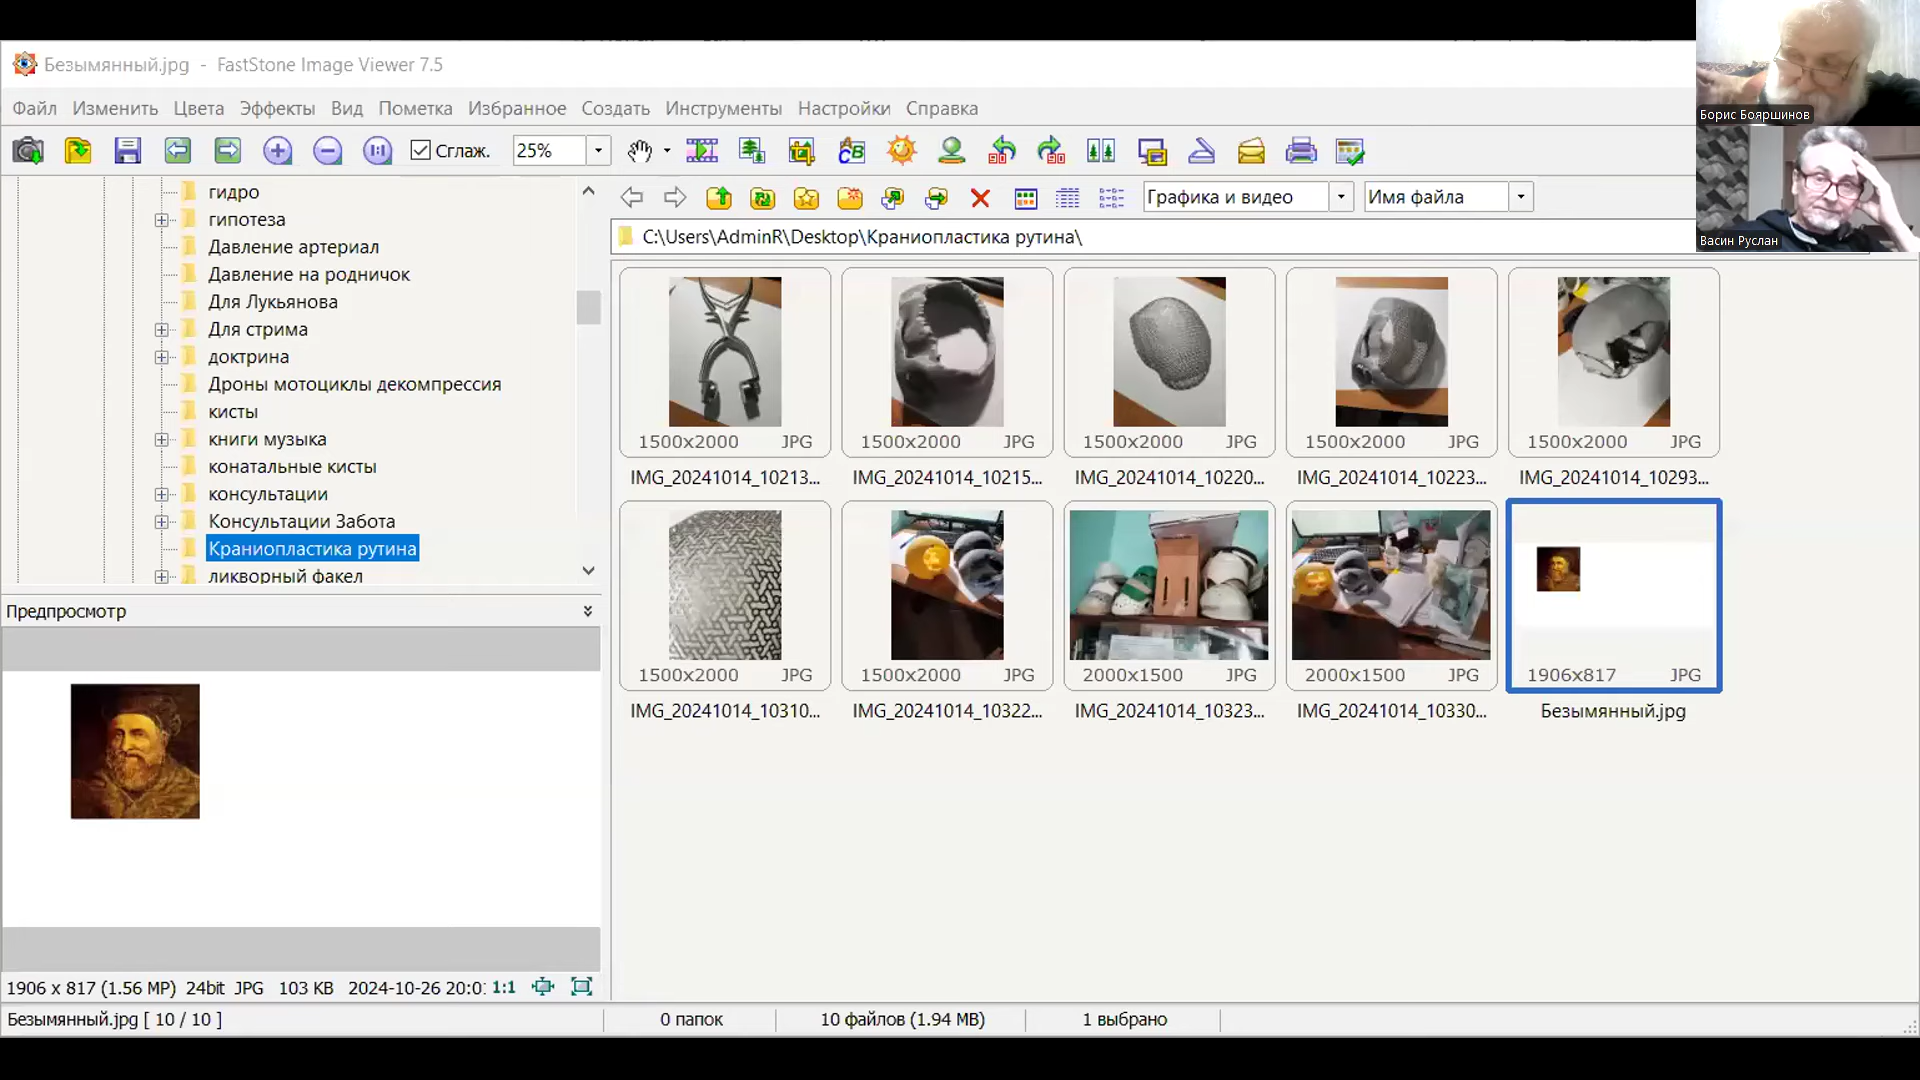 Безымянный.jpg - FastStone Image Viewer 7.5
Файл Изменить Цвета Эффекты Вид Пометка Избранное Создать Инструменты Настройки Справка
Сглаж. 25%
Борис Бояршинов
Васин Руслан
гидро
гипотеза
Давление артериал
Давление на родничок
Для Лукьянова
Для стрима
доктрина
Дроны мотоциклы декомпрессия
кисты
книги музыка
конатальные кисты
консультации
Консультации Забота
Краниопластика рутина
ликворный факел
Графика и видео Имя файла
C:\Users\AdminR\Desktop\Краниопластика рутина\
1500x2000 JPG 1500x2000 JPG 1500x2000 JPG 1500x2000 JPG 1500x2000 JPG
IMG_20241014_10213... IMG_20241014_10215... IMG_20241014_10220... IMG_20241014_10223... IMG_20241014_10293...
1500x2000 JPG 1500x2000 JPG 2000x1500 JPG 2000x1500 JPG 1906x817 JPG
IMG_20241014_10310... IMG_20241014_10322... IMG_20241014_10323... IMG_20241014_10330... Безымянный.jpg
Предпросмотр
1906 x 817 (1.56 MP) 24bit JPG 103 KB 2024-10-26 20:0: 1:1
Безымянный.jpg [ 10 / 10 ]
0 папок 10 файлов (1.94 MB) 1 выбрано